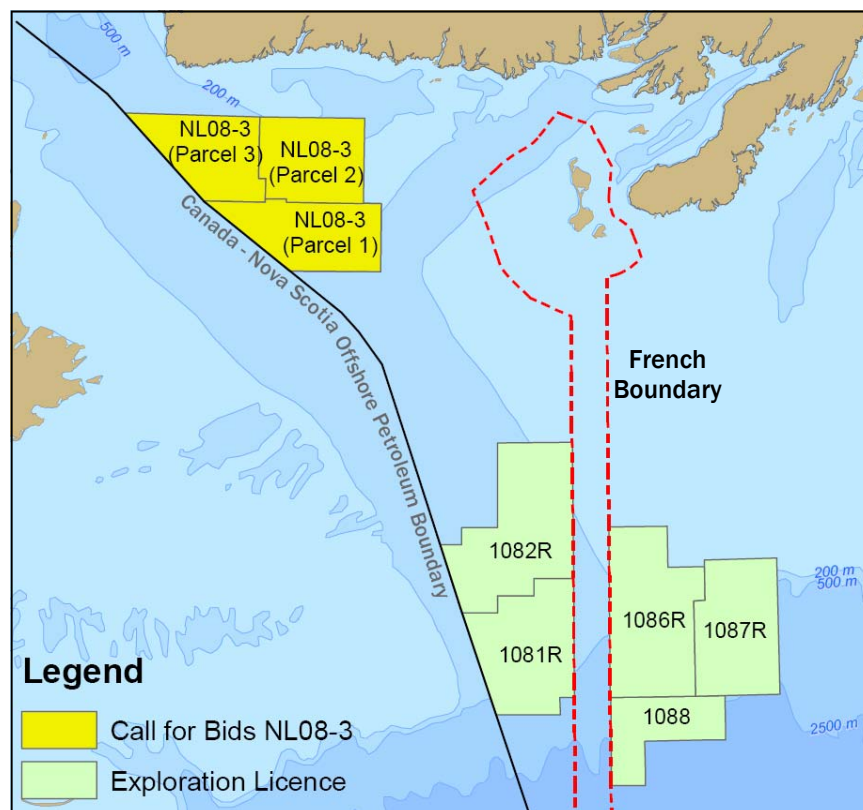 500 m
200 m
NL08-3
(Parcel 3)
NL08-3
(Parcel 2)
NL08-3
(Parcel 1)
Canada - Nova Scotia Offshore Petroleum Boundary
French
Boundary
1082R
1081R
1086R
1087R
1088
200 m
500 m
2500 m
Legend
Call for Bids NL08-3
Exploration Licence